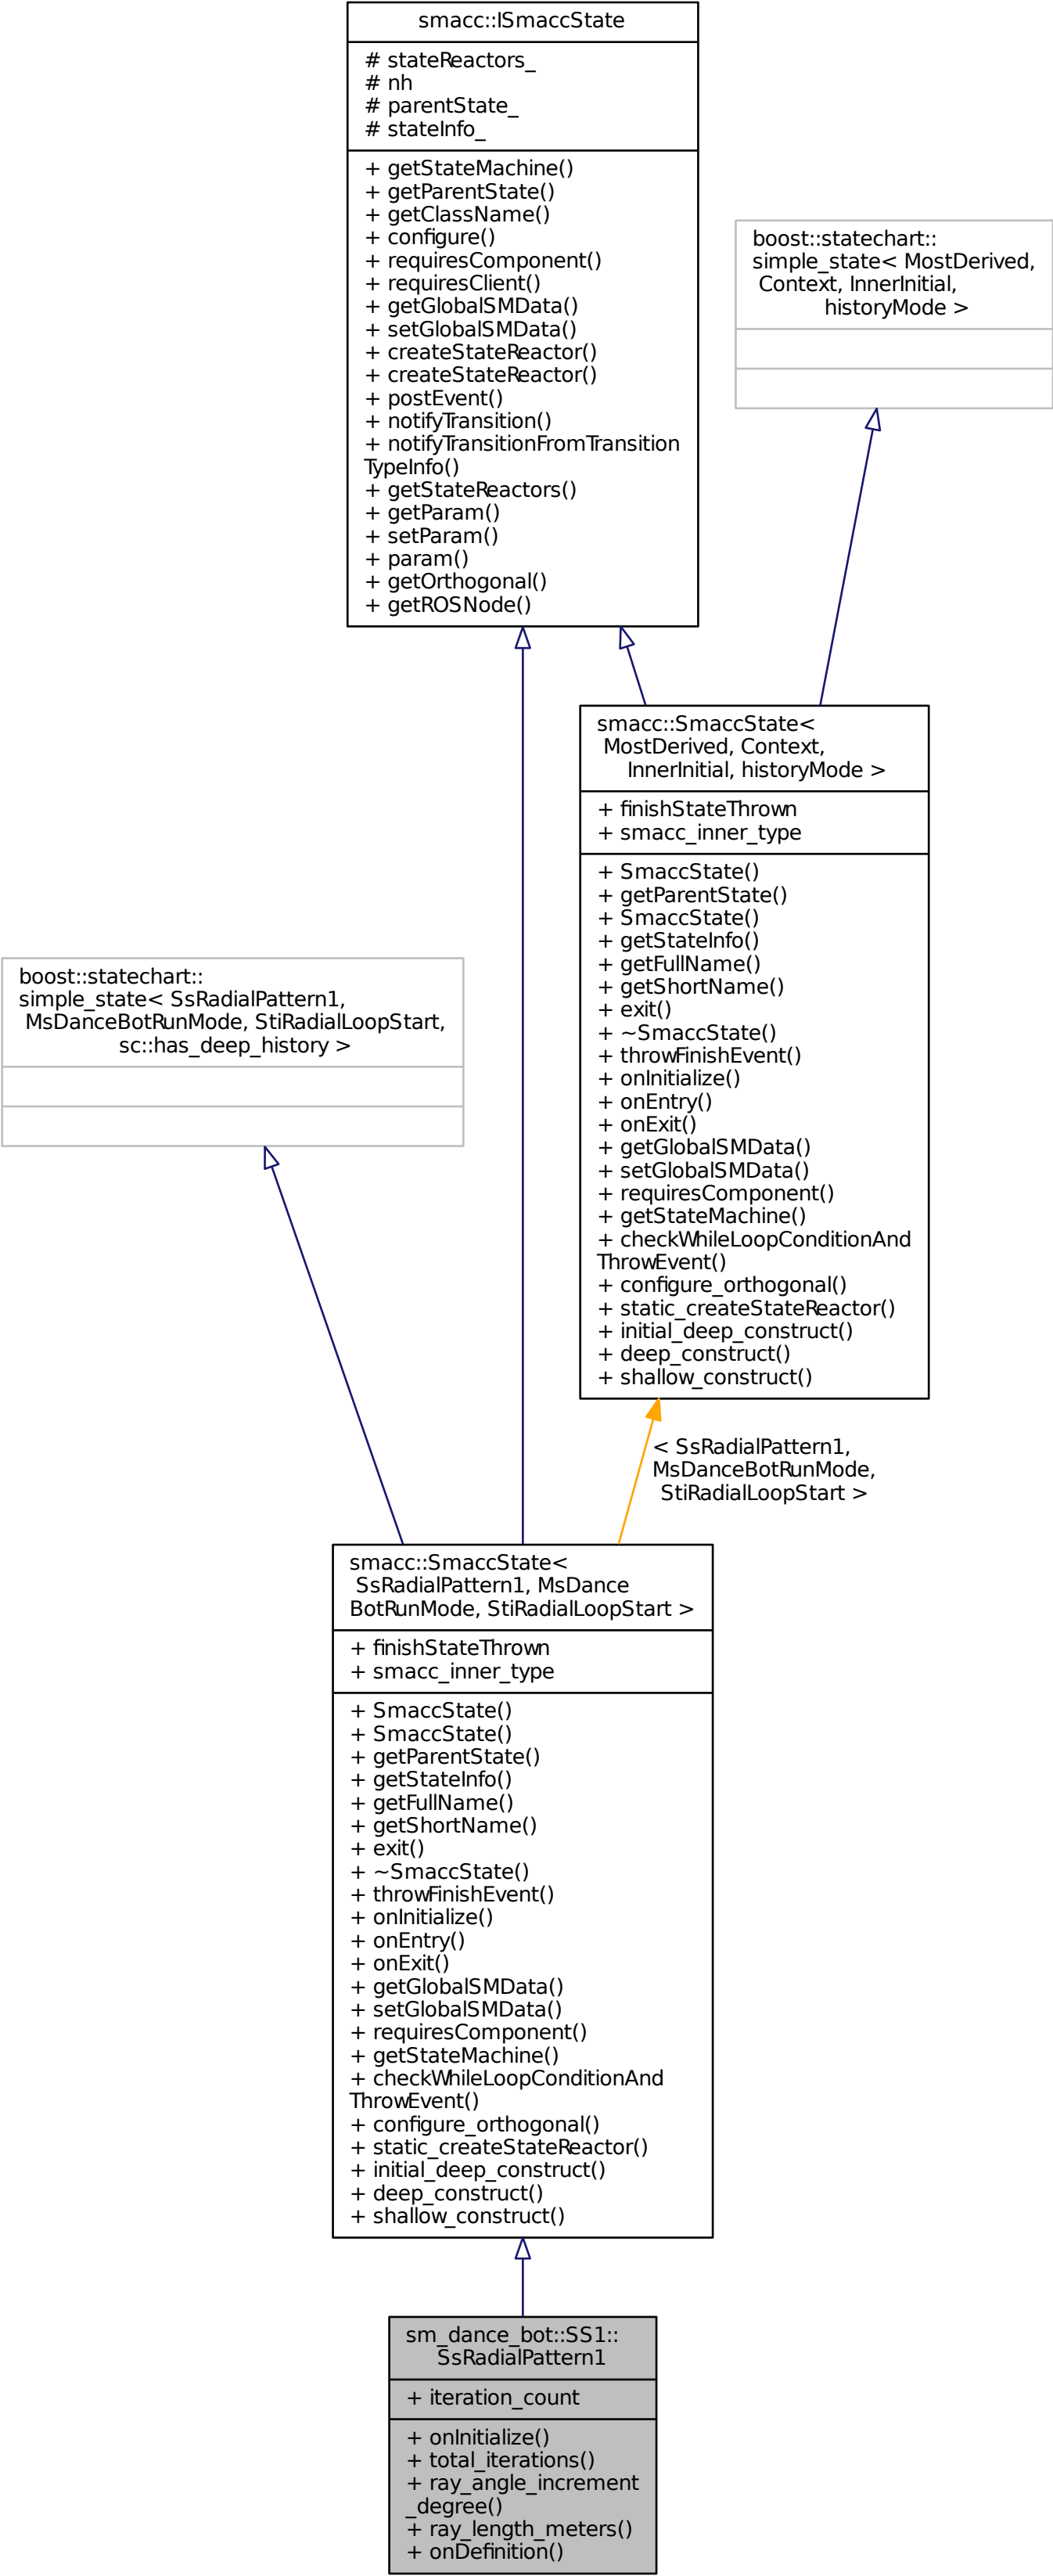 smacc::ISmaccState
# stateReactors_
# nh
# parentState_
# stateInfo_
+ getStateMachine()
+ getParentState()
+ getClassName()
+ configure()
+ requiresComponent()
+ requiresClient()
+ getGlobalSMData()
+ setGlobalSMData()
+ createStateReactor()
+ createStateReactor()
+ postEvent()
+ notifyTransition()
+ notifyTransitionFromTransition
TypeInfo()
+ getStateReactors()
+ getParam()
+ setParam()
+ param()
+ getOrthogonal()
+ getROSNode()
boost::statechart::
simple_state< MostDerived,
Context, InnerInitial,
historyMode >
smacc::SmaccState<
MostDerived, Context,
InnerInitial, historyMode >
+ finishStateThrown
+ smacc_inner_type
+ SmaccState()
+ getParentState()
+ SmaccState()
+ getStateInfo()
+ getFullName()
+ getShortName()
+ exit()
+ ~SmaccState()
+ throwFinishEvent()
+ onInitialize()
+ onEntry()
+ onExit()
+ getGlobalSMData()
+ setGlobalSMData()
+ requiresComponent()
+ getStateMachine()
+ checkWhileLoopConditionAnd
ThrowEvent()
+ configure_orthogonal()
+ static_createStateReactor()
+ initial_deep_construct()
+ deep_construct()
+ shallow_construct()
boost::statechart::
simple_state< SsRadialPattern1,
MsDanceBotRunMode, StiRadialLoopStart,
sc::has_deep_history >
< SsRadialPattern1,
MsDanceBotRunMode,
StiRadialLoopStart >
smacc::SmaccState<
SsRadialPattern1, MsDance
BotRunMode, StiRadialLoopStart >
+ finishStateThrown
+ smacc_inner_type
+ SmaccState()
+ SmaccState()
+ getParentState()
+ getStateInfo()
+ getFullName()
+ getShortName()
+ exit()
+ ~SmaccState()
+ throwFinishEvent()
+ onInitialize()
+ onEntry()
+ onExit()
+ getGlobalSMData()
+ setGlobalSMData()
+ requiresComponent()
+ getStateMachine()
+ checkWhileLoopConditionAnd
ThrowEvent()
+ configure_orthogonal()
+ static_createStateReactor()
+ initial_deep_construct()
+ deep_construct()
+ shallow_construct()
sm_dance_bot::SS1::
SsRadialPattern1
+ iteration_count
+ onInitialize()
+ total_iterations()
+ ray_angle_increment
_degree()
+ ray_length_meters()
+ onDefinition()